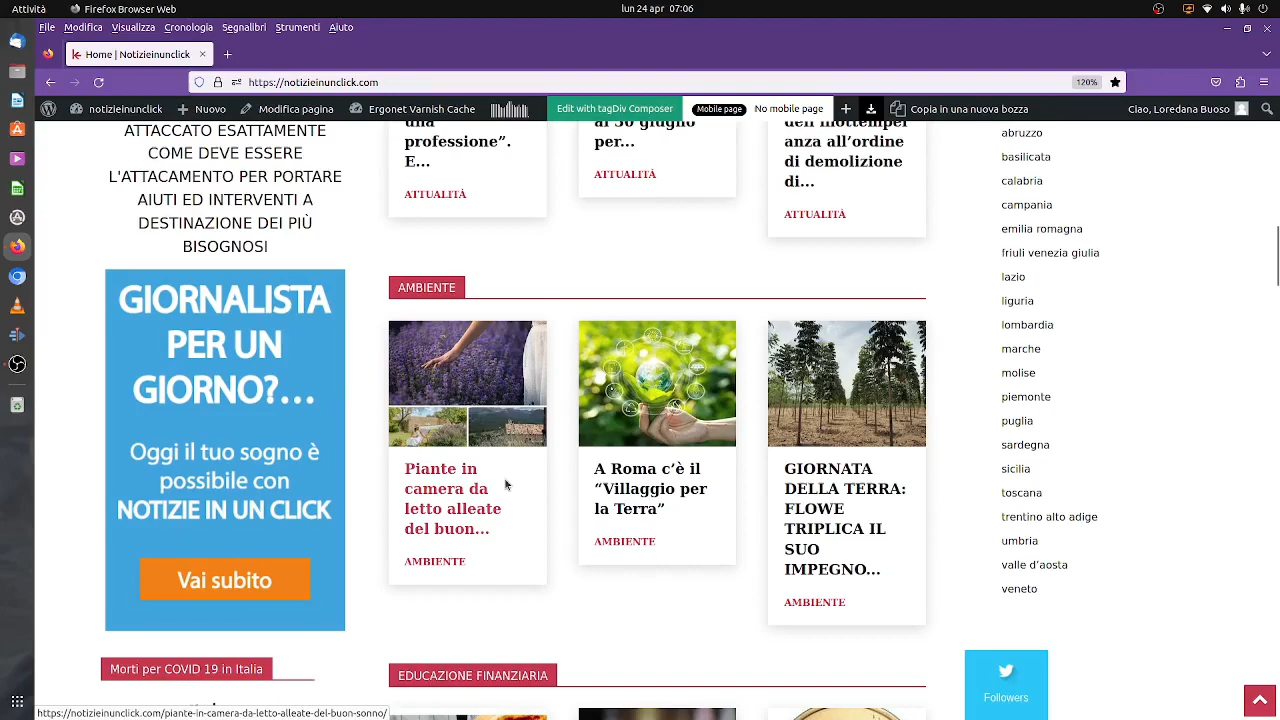 Attività
Firefox Browser Web
lun 24 apr  07:06
File Modifica Visualizza Cronologia Segnalibri Strumenti Aiuto
Home | Notizieinunclick
https://notizieinunclick.com
120%
notizieinunclick
Nuovo
Modifica pagina
Ergonet Varnish Cache
Edit with tagDiv Composer
Mobile page
No mobile page
Copia in una nuova bozza
Ciao, Loredana Buoso
ATTACCATO ESATTAMENTE
COME DEVE ESSERE
L'ATTACAMENTO PER PORTARE
AIUTI ED INTERVENTI A
DESTINAZIONE DEI PIÙ
BISOGNOSI
GIORNALISTA
PER UN
GIORNO?...
Oggi il tuo sogno è
possibile con
NOTIZIE IN UN CLICK
Vai subito
Morti per COVID 19 in Italia
una
professione”.
E...
ATTUALITÀ
al 30 giugno
per...
ATTUALITÀ
dell’inottemper
anza all’ordine
di demolizione
di...
ATTUALITÀ
AMBIENTE
Piante in
camera da
letto alleate
del buon...
AMBIENTE
A Roma c’è il
“Villaggio per
la Terra”
AMBIENTE
GIORNATA
DELLA TERRA:
FLOWE
TRIPLICA IL
SUO
IMPEGNO...
AMBIENTE
EDUCAZIONE FINANZIARIA
abruzzo
basilicata
calabria
campania
emilia romagna
friuli venezia giulia
lazio
liguria
lombardia
marche
molise
piemonte
puglia
sardegna
sicilia
toscana
trentino alto adige
umbria
valle d’aosta
veneto
Followers
https://notizieinunclick.com/piante-in-camera-da-letto-alleate-del-buon-sonno/